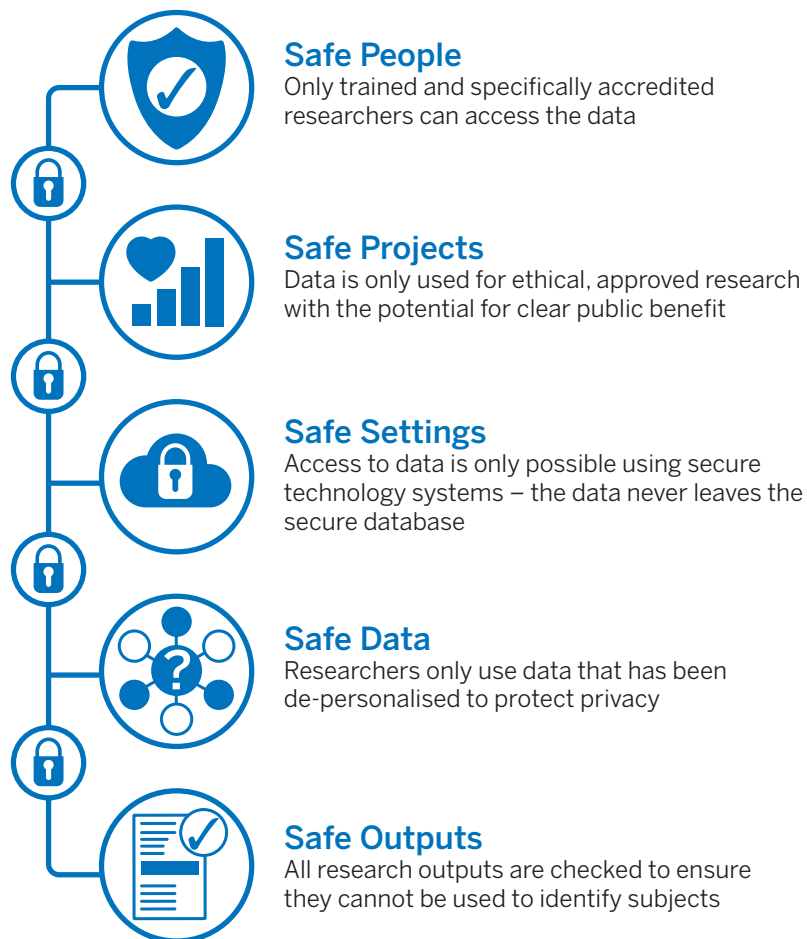 Safe People
Only trained and specifically accredited
researchers can access the data
Safe Projects
Data is only used for ethical, approved research
with the potential for clear public benefit
Safe Settings
Access to data is only possible using secure
technology systems – the data never leaves the
secure database
?
Safe Data
Researchers only use data that has been
de-personalised to protect privacy
Safe Outputs
All research outputs are checked to ensure
they cannot be used to identify subjects